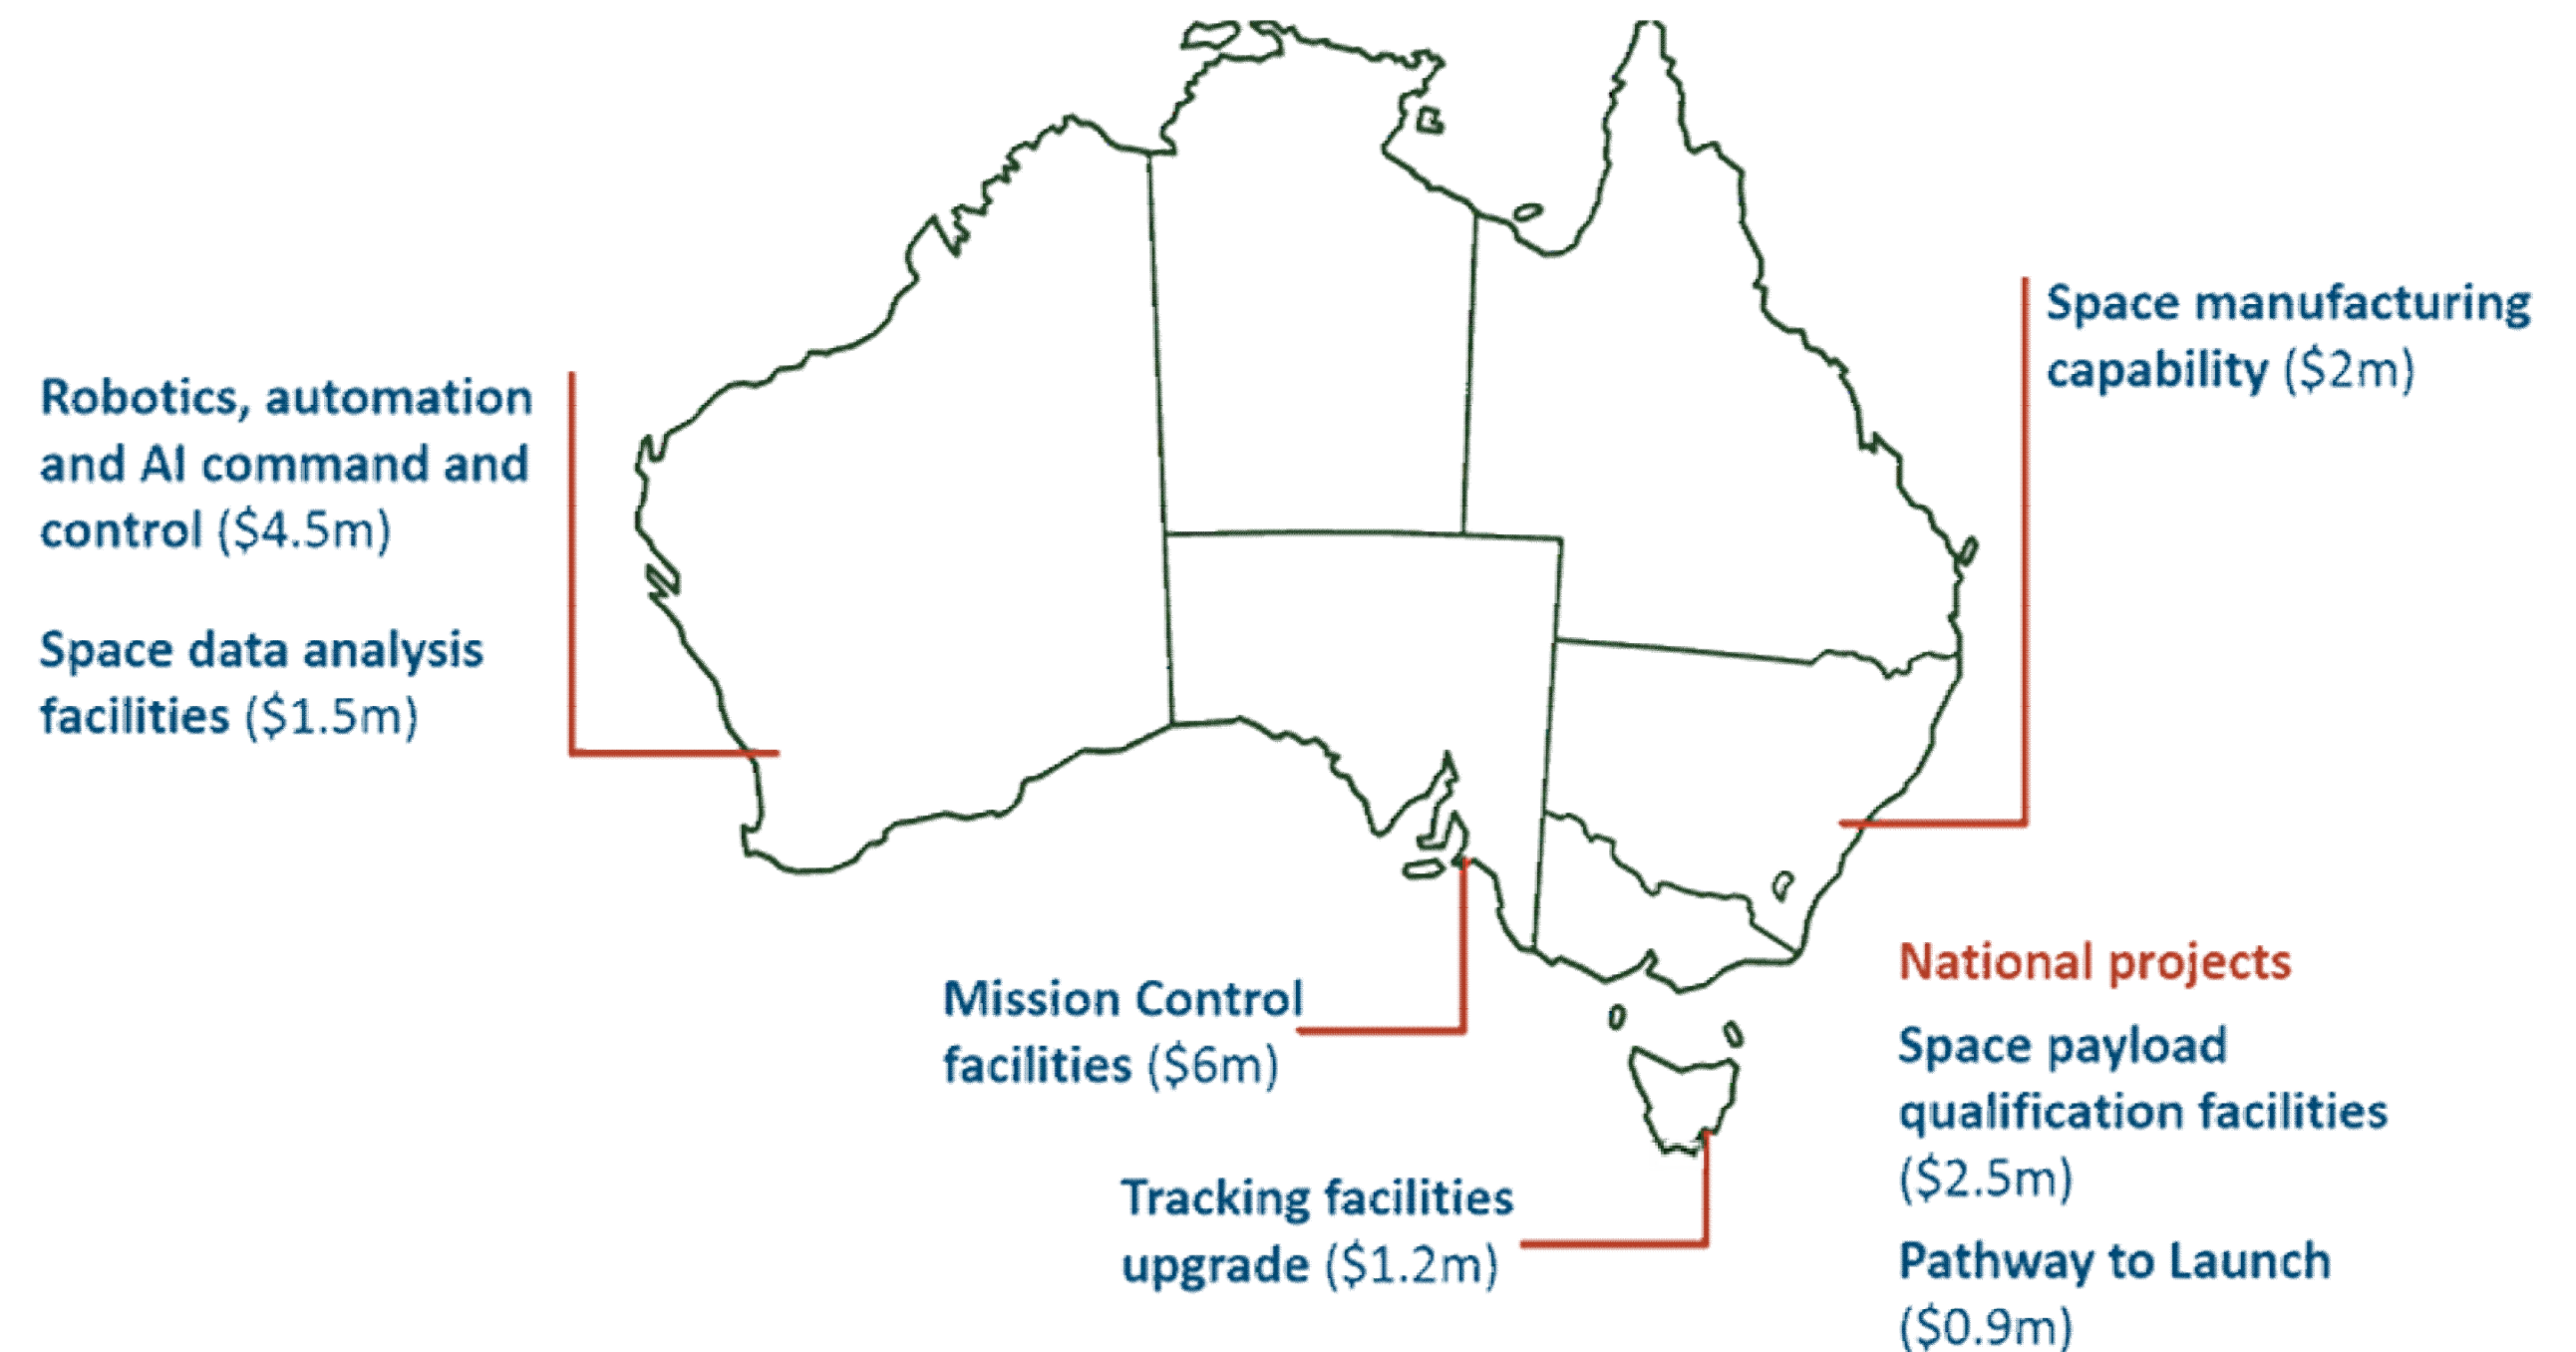 Robotics, automation
and AI command and
control ($4.5m)
Space data analysis
facilities ($1.5m)
Space manufacturing
capability ($2m)
Mission Control
facilities ($6m)
Tracking facilities
upgrade ($1.2m)
National projects
Space payload
qualification facilities
($2.5m)
Pathway to Launch
($0.9m)